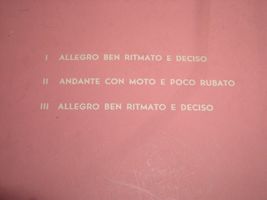 I ALLEGRO BEN RITMATO E DECISO
II ANDANTE CON MOTO E POCO RUBATO
III ALLEGRO BEN RITMATO E DECISO